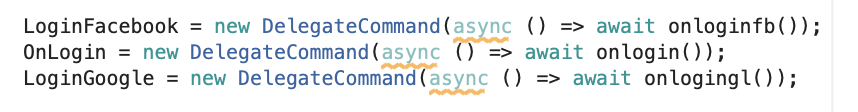 LoginFacebook = new DelegateCommand(async () => await onloginfb());
OnLogin = new DelegateCommand(async () => await onlogin());
LoginGoogle = new DelegateCommand(async () => await onlogingl());